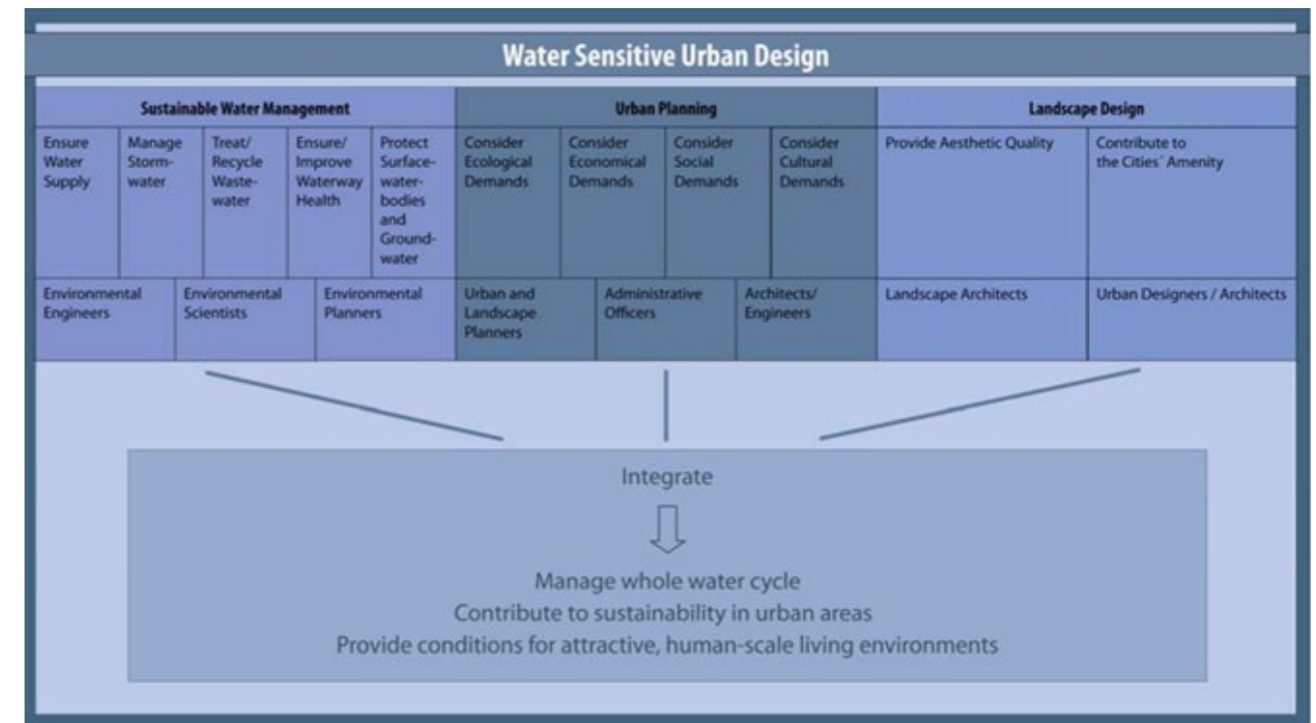 Water Sensitive Urban Design
Sustainable Water Management
Urban Planning
Landscape Design
Ensure
Water
Supply
Manage
Storm-
water
Treat/
Recycle
Waste-
water
Ensure/
Improve
Waterway
Health
Protect
Surface-
water-
bodies
and
Ground-
water
Consider
Ecological
Demands
Consider
Economical
Demands
Consider
Social
Demands
Consider
Cultural
Demands
Provide Aesthetic Quality
Contribute to
the Cities´ Amenity
Environmental
Engineers
Environmental
Scientists
Environmental
Planners
Urban and
Landscape
Planners
Administrative
Officers
Architects/
Engineers
Landscape Architects
Urban Designers / Architects
Integrate
Manage whole water cycle
Contribute to sustainability in urban areas
Provide conditions for attractive, human-scale living environments